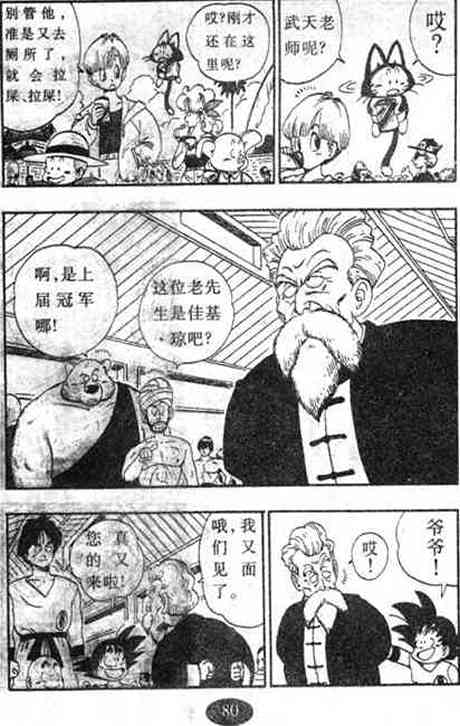 哎?
武天老
师呢?
哎?刚才
还在这
里呢?
别管他,
准是又去
厕所了,
就会拉
屎、拉屎!
这位老先
生是佳基
·琼吧?
啊,是上
届冠军
哪!
爷爷!
哎!
哦,我
们又见
面了。
您真
的又
来啦!
80